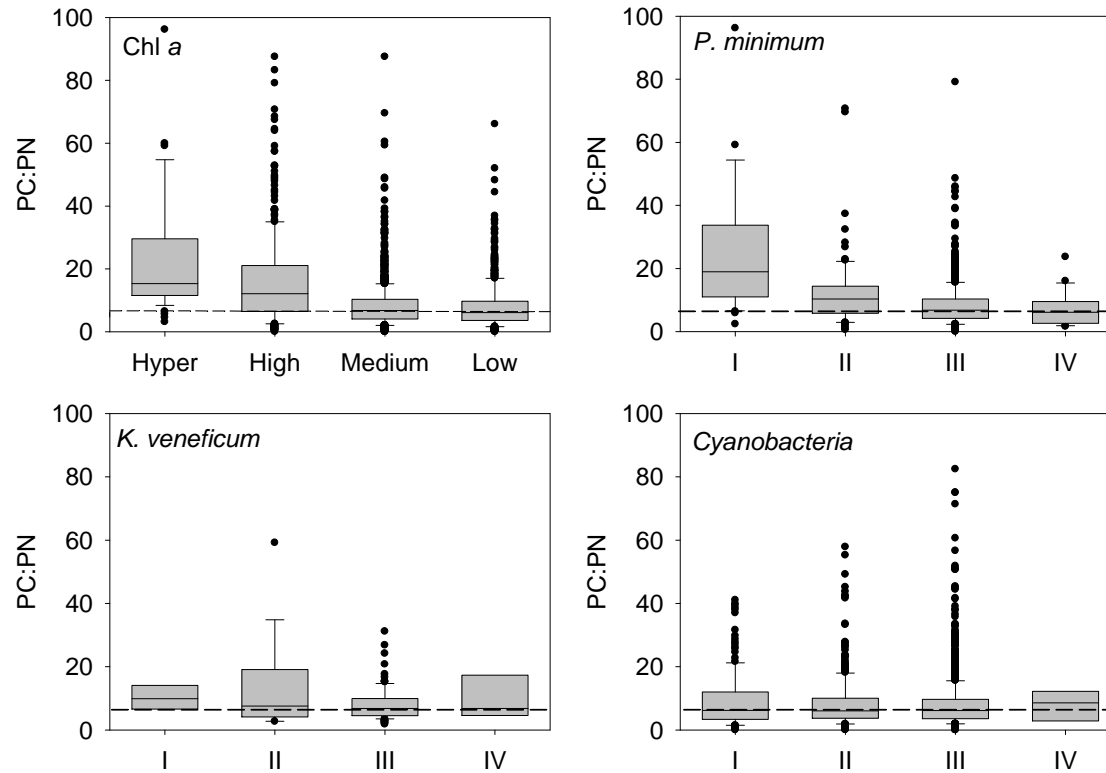 100
80
60
40
20
0
PC:PN
Chl a
Hyper High Medium Low
100
80
60
40
20
0
PC:PN
P. minimum
I II III IV
100
80
60
40
20
0
PC:PN
K. veneficum
I II III IV
100
80
60
40
20
0
PC:PN
Cyanobacteria
I II III IV